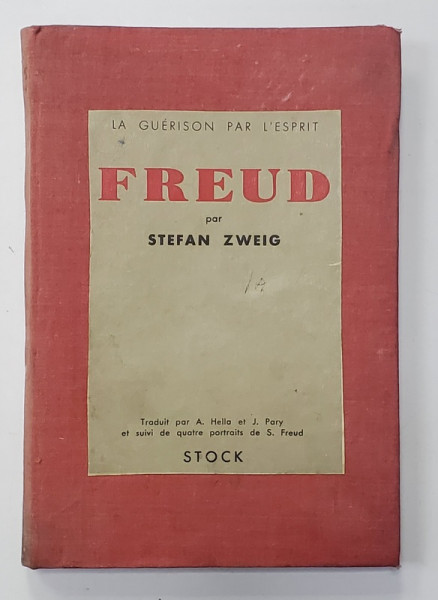 LA GUÉRISON PAR L'ESPRIT
FREUD
par
STEFAN ZWEIG
Traduit par A. Hella et J. Pary
et suivi de quatre portraits de S. Freud
STOCK